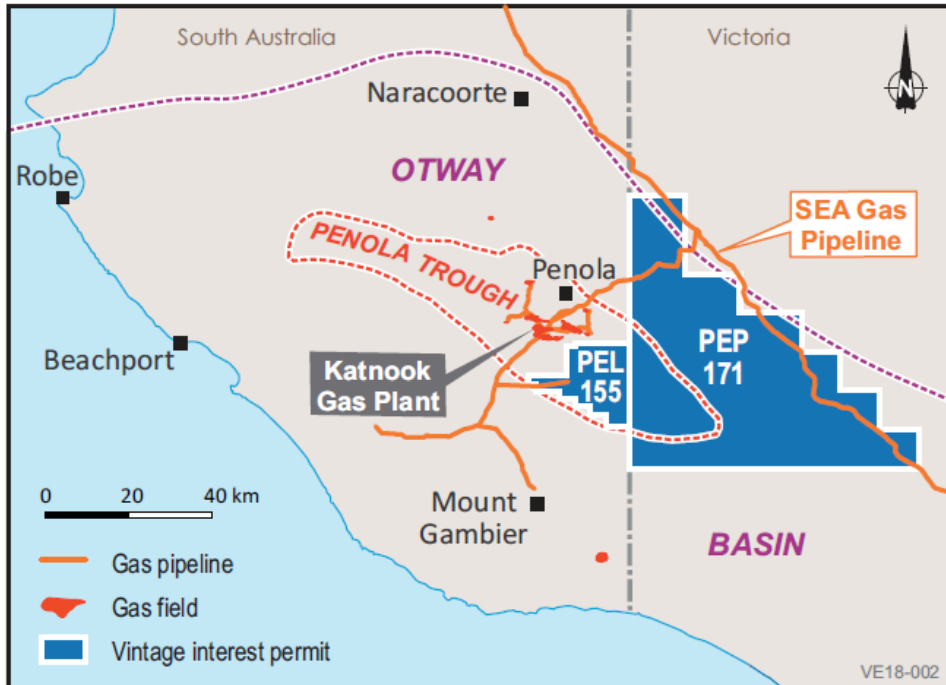 South Australia
Victoria
Naracoorte
N
OTWAY
Robe
SEA Gas
Pipeline
PENOLA TROUGH
Penola
Beachport
Katnook
Gas Plant
PEL
155
PEP
171
0 20 40 km
Mount
Gambier
BASIN
Gas pipeline
Gas field
Vintage interest permit
VE18-002